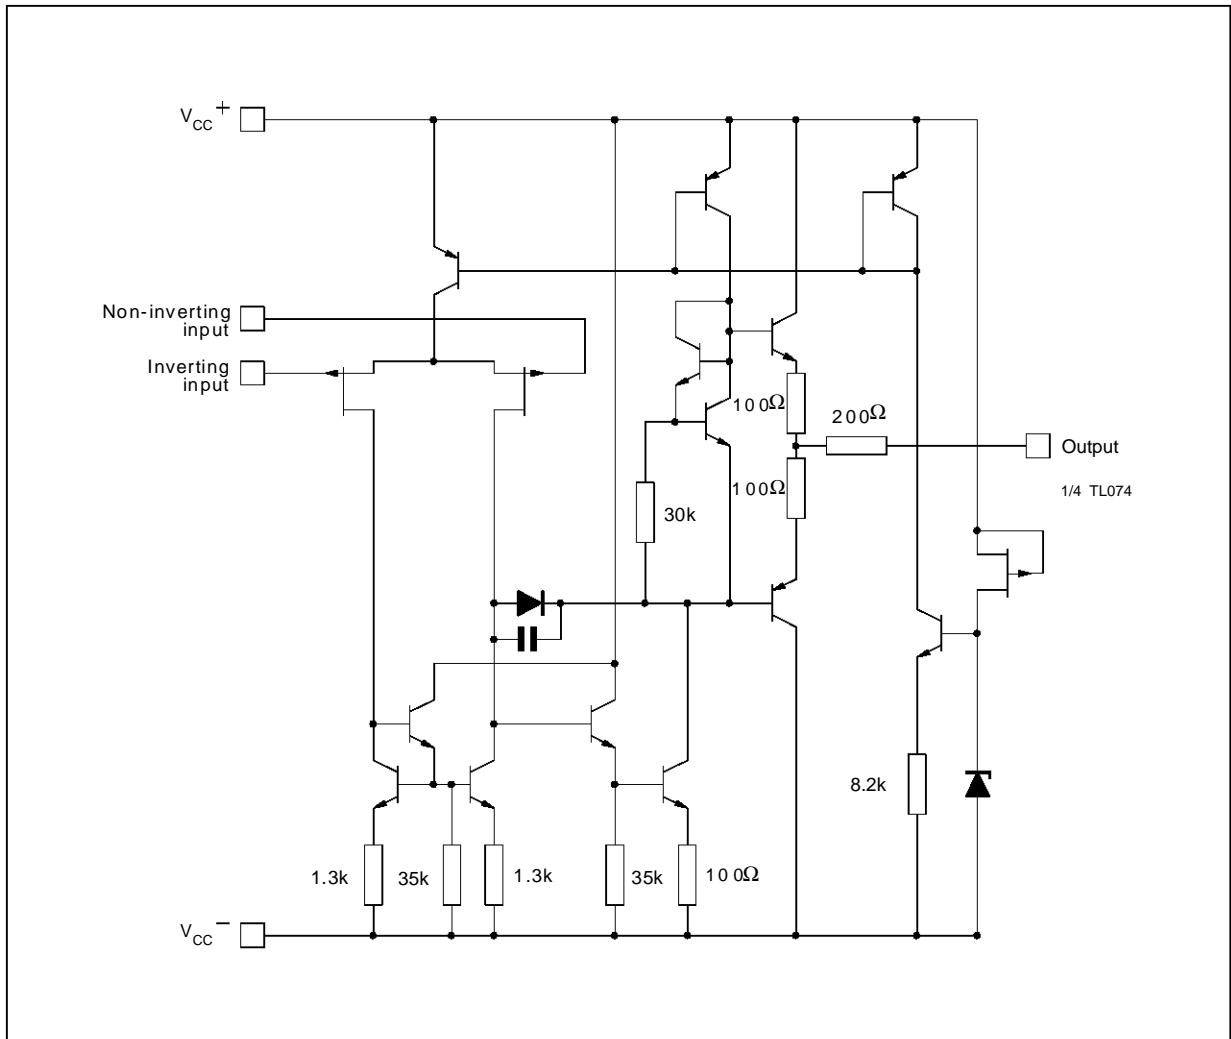 VCC+
Non-inverting
input
Inverting
input
100Ω
200Ω
Output
100Ω
1/4 TL074
30k
8.2k
1.3k
35k
1.3k
35k
100Ω
VCC−